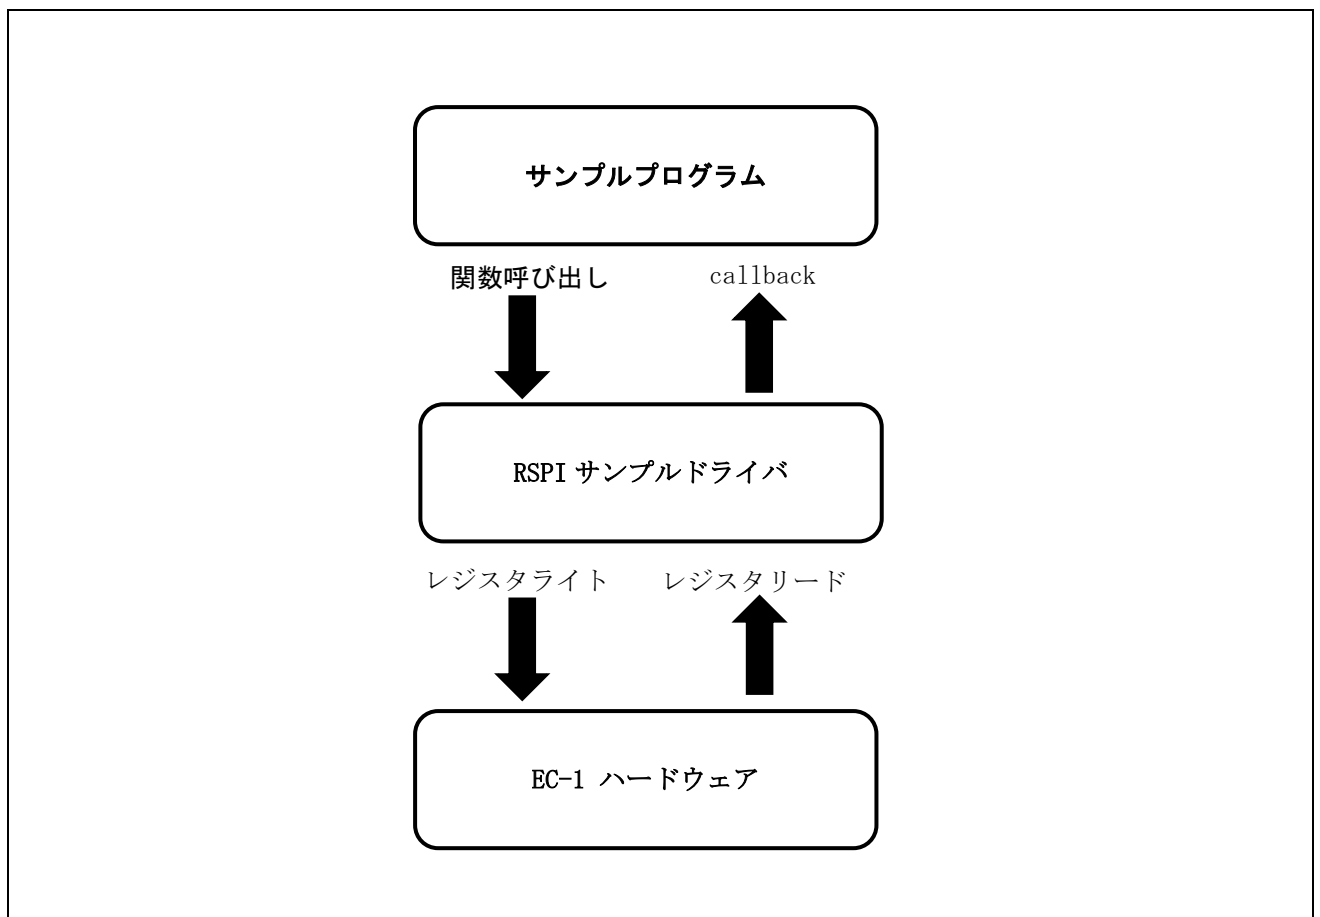 サンプルプログラム
関数呼び出し
callback
RSPI サンプルドライバ
レジスタライト
レジスタリード
EC-1 ハードウェア